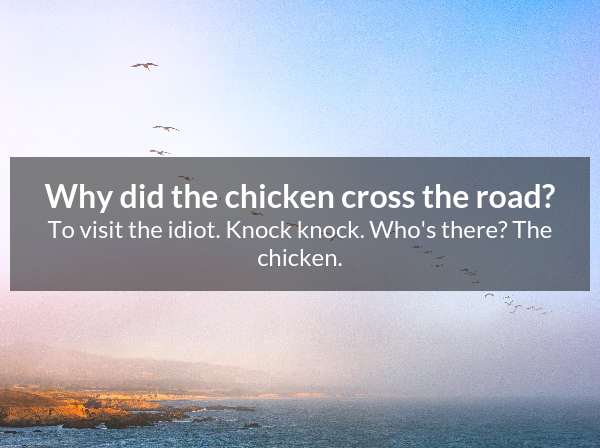 Why did the chicken cross the road?
To visit the idiot. Knock knock. Who's there? The
chicken.